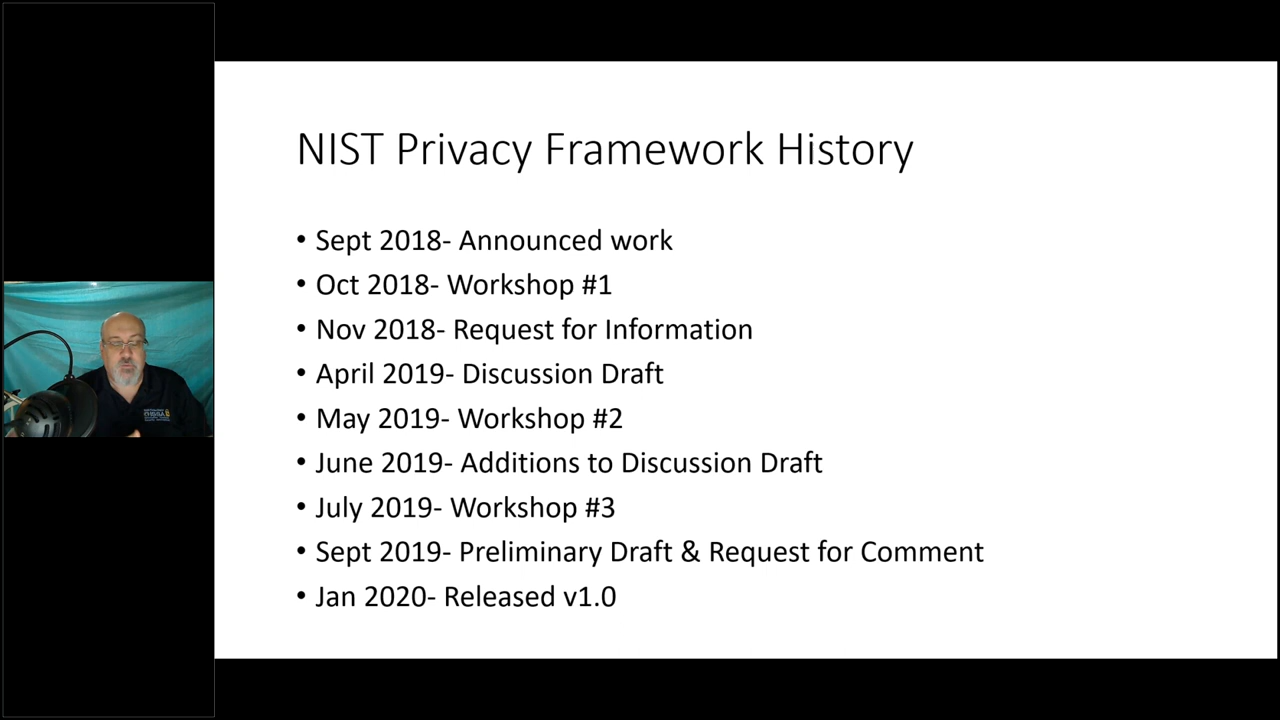 NIST Privacy Framework History
• Sept 2018- Announced work
• Oct 2018- Workshop #1
• Nov 2018- Request for Information
• April 2019- Discussion Draft
• May 2019- Workshop #2
• June 2019- Additions to Discussion Draft
• July 2019- Workshop #3
• Sept 2019- Preliminary Draft & Request for Comment
• Jan 2020- Released v1.0